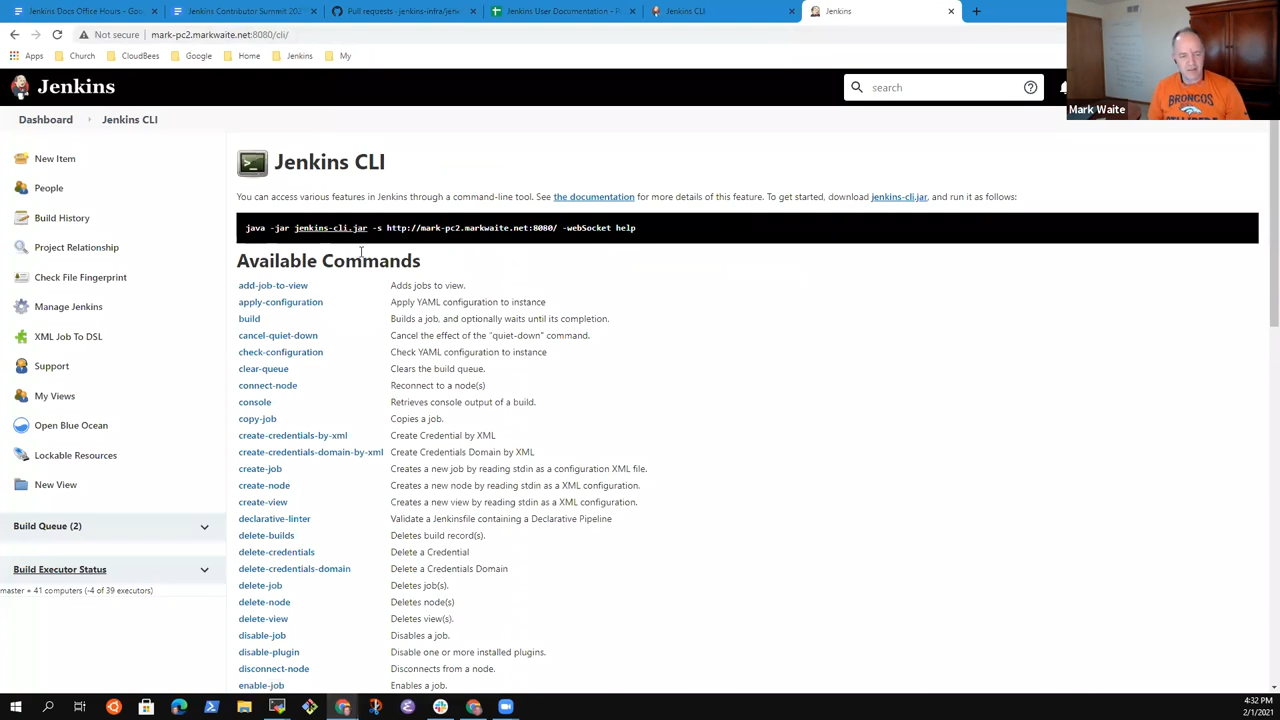 Jenkins Docs Office Hours - Goo
Jenkins Contributor Summit 202
Pull requests · jenkins-infra/jen
Jenkins User Documentation - F
Jenkins CLI
Jenkins
Not secure | mark-pc2.markwaite.net:8080/cli/
Apps
Church
CloudBees
Google
Home
Jenkins
My
Mark Waite
BRONCOS
Jenkins
search
Dashboard
Jenkins CLI
New Item
People
Build History
Project Relationship
Check File Fingerprint
Manage Jenkins
XML Job To DSL
Support
My Views
Open Blue Ocean
Lockable Resources
New View
Build Queue (2)
Build Executor Status
master + 41 computers (-4 of 39 executors)
Jenkins CLI
You can access various features in Jenkins through a command-line tool. See the documentation for more details of this feature. To get started, download jenkins-cli.jar, and run it as follows:
java -jar jenkins-cli.jar -s http://mark-pc2.markwaite.net:8080/ -webSocket help
Available Commands
add-job-to-view Adds jobs to view.
apply-configuration Apply YAML configuration to instance
build Builds a job, and optionally waits until its completion.
cancel-quiet-down Cancel the effect of the "quiet-down" command.
check-configuration Check YAML configuration to instance
clear-queue Clears the build queue.
connect-node Reconnect to a node(s)
console Retrieves console output of a build.
copy-job Copies a job.
create-credentials-by-xml Create Credential by XML
create-credentials-domain-by-xml Create Credentials Domain by XML
create-job Creates a new job by reading stdin as a configuration XML file.
create-node Creates a new node by reading stdin as a XML configuration.
create-view Creates a new view by reading stdin as a XML configuration.
declarative-linter Validate a Jenkinsfile containing a Declarative Pipeline
delete-builds Deletes build record(s).
delete-credentials Delete a Credential
delete-credentials-domain Delete a Credentials Domain
delete-job Deletes job(s).
delete-node Deletes node(s)
delete-view Deletes view(s).
disable-job Disables a job.
disable-plugin Disable one or more installed plugins.
disconnect-node Disconnects from a node.
enable-job Enables a job.
4:32 PM
2/1/2021